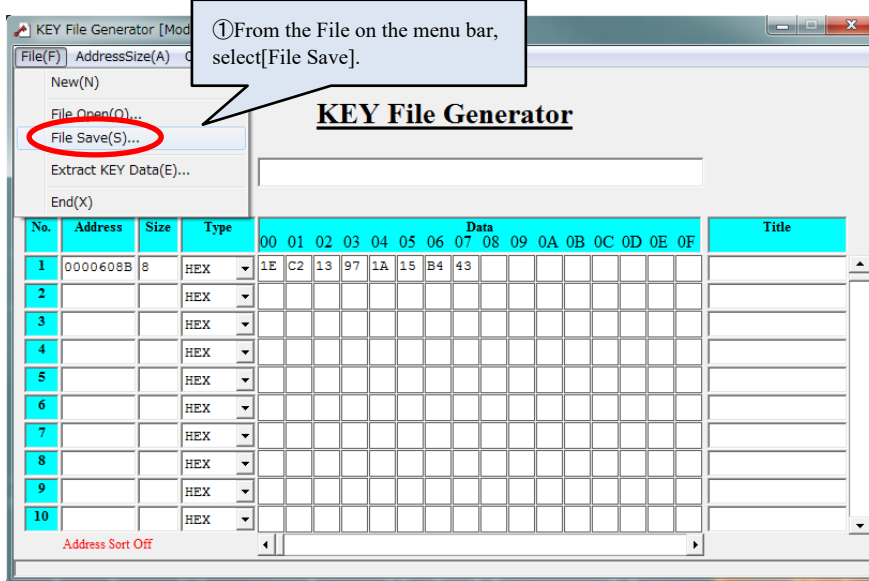 KEY File Generator [Mod
①From the File on the menu bar,
select[File Save].
File(F) AddressSize(A)
New(N)
File Open(O)...
File Save(S)...
Extract KEY Data(E)...
End(X)
KEY File Generator
No. Address Size Type Data Title
00 01 02 03 04 05 06 07 08 09 0A 0B 0C 0D 0E 0F
1 0000608B 8 HEX 1E C2 13 97 1A 15 B4 43
2 HEX
3 HEX
4 HEX
5 HEX
6 HEX
7 HEX
8 HEX
9 HEX
10 HEX
Address Sort Off